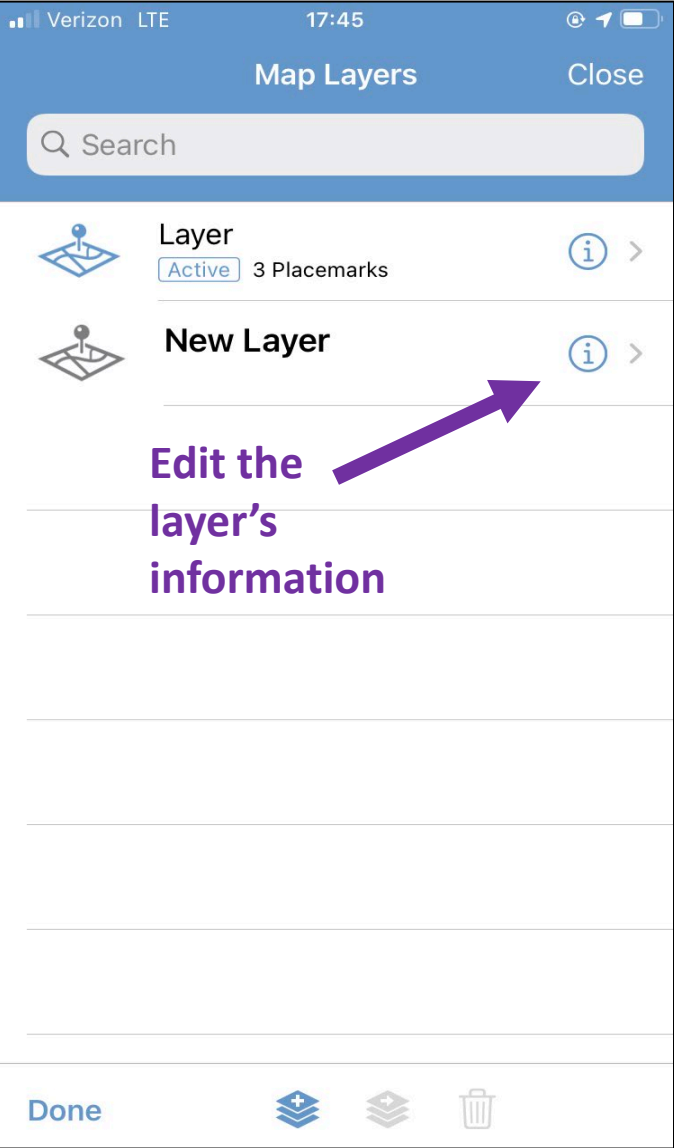 Verizon LTE 17:45
Map Layers Close
Search
Layer
Active 3 Placemarks
New Layer
Edit the
layer’s
information
Done